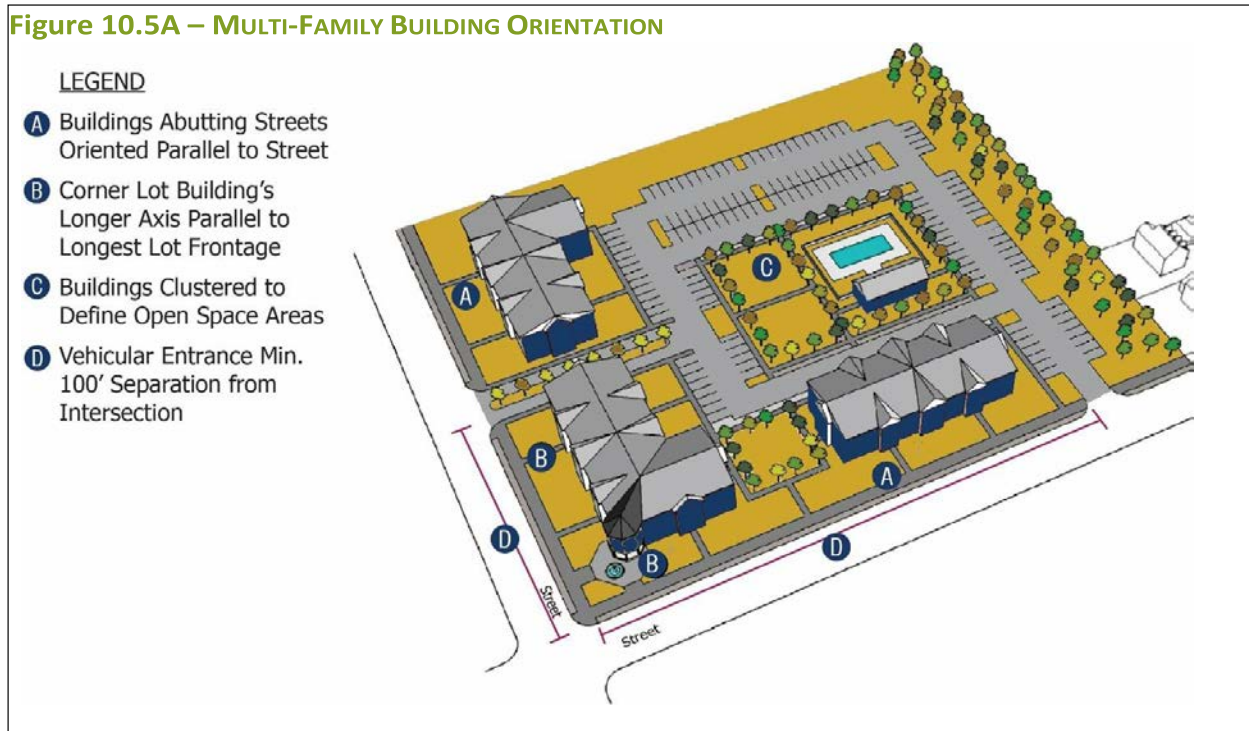 Figure 10.5A – MULTI-FAMILY BUILDING ORIENTATION
LEGEND
A Buildings Abutting Streets
Oriented Parallel to Street
B Corner Lot Building's
Longer Axis Parallel to
Longest Lot Frontage
C Buildings Clustered to
Define Open Space Areas
D Vehicular Entrance Min.
100' Separation from
Intersection
C
A
B
A
D
D
B
Street
Street